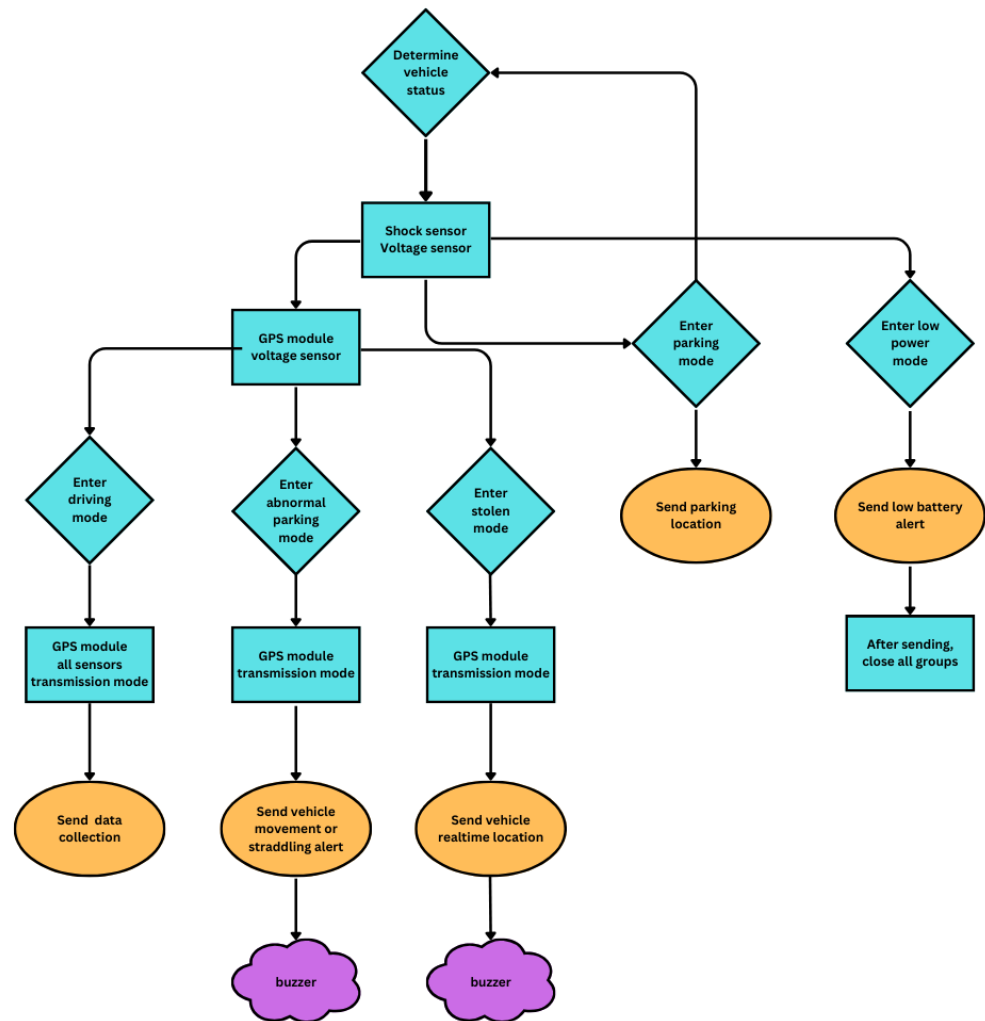 Determine
vehicle
status
Shock sensor
Voltage sensor
GPS module
voltage sensor
Enter
parking
mode
Enter low
power
mode
Enter
driving
mode
Enter
abnormal
parking
mode
Enter
stolen
mode
Send parking
location
Send low battery
alert
GPS module
all sensors
transmission mode
GPS module
transmission mode
GPS module
transmission mode
After sending,
close all groups
Send data
collection
Send vehicle
movement or
straddling alert
Send vehicle
realtime location
buzzer
buzzer